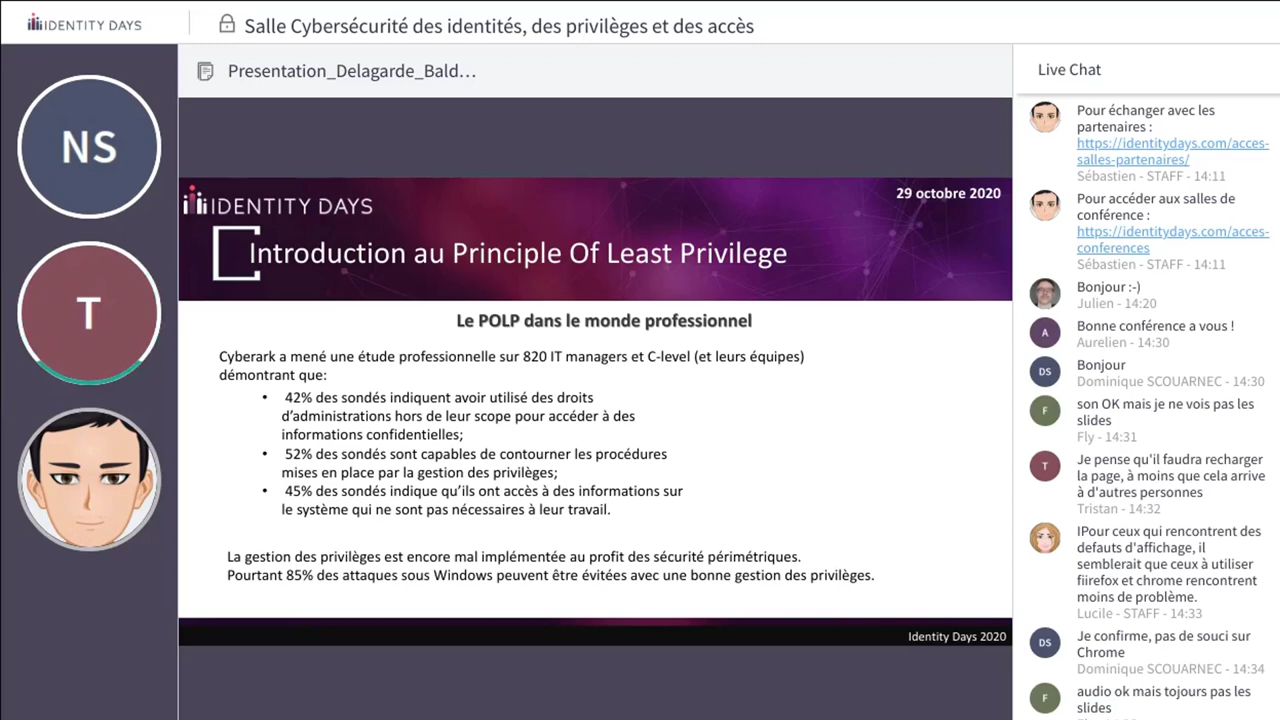 IDENTITY DAYS
Salle Cybersécurité des identités, des privilèges et des accès
NS
T
Presentation_Delagarde_Bald…
IDENTITY DAYS
29 octobre 2020
Introduction au Principle Of Least Privilege
Le POLP dans le monde professionnel
Cyberark a mené une étude professionnelle sur 820 IT managers et C-level (et leurs équipes)
démontrant que:
• 42% des sondés indiquent avoir utilisé des droits
d’administrations hors de leur scope pour accéder à des
informations confidentielles;
• 52% des sondés sont capables de contourner les procédures
mises en place par la gestion des privilèges;
• 45% des sondés indique qu’ils ont accès à des informations sur
le système qui ne sont pas nécessaires à leur travail.
La gestion des privilèges est encore mal implémentée au profit des sécurité périmétriques.
Pourtant 85% des attaques sous Windows peuvent être évitées avec une bonne gestion des privilèges.
Identity Days 2020
Live Chat
Pour échanger avec les
partenaires :
https://identitydays.com/acces-
salles-partenaires/
Sébastien - STAFF - 14:11
Pour accéder aux salles de
conférence :
https://identitydays.com/acces-
conferences
Sébastien - STAFF - 14:11
Bonjour :-)
Julien - 14:20
A
Bonne conférence a vous !
Aurelien - 14:30
DS
Bonjour
Dominique SCOUARNEC - 14:30
F
son OK mais je ne vois pas les
slides
Fly - 14:31
T
Je pense qu'il faudra recharger
la page, à moins que cela arrive
à d'autres personnes
Tristan - 14:32
IPour ceux qui rencontrent des
defauts d'affichage, il
semblerait que ceux à utiliser
fiirefox et chrome rencontrent
moins de problème.
Lucile - STAFF - 14:33
DS
Je confirme, pas de souci sur
Chrome
Dominique SCOUARNEC - 14:34
F
audio ok mais tojours pas les
slides